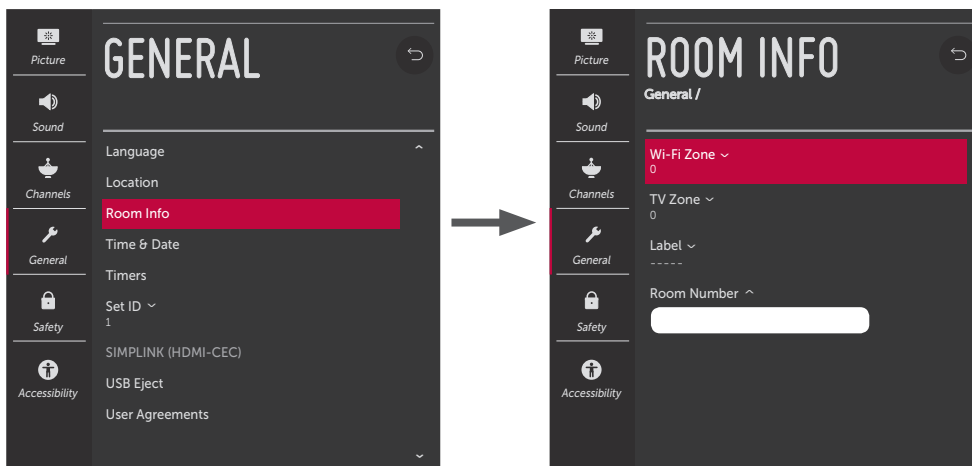 Picture
Sound
Channels
General
Safety
Accessibility
GENERAL
Language
Location
Room Info
Time & Date
Timers
Set ID
1
SIMPLINK (HDMI-CEC)
USB Eject
User Agreements
Picture
Sound
Channels
General
Safety
Accessibility
ROOM INFO
General /
Wi-Fi Zone
0
TV Zone
0
Label
-----
Room Number